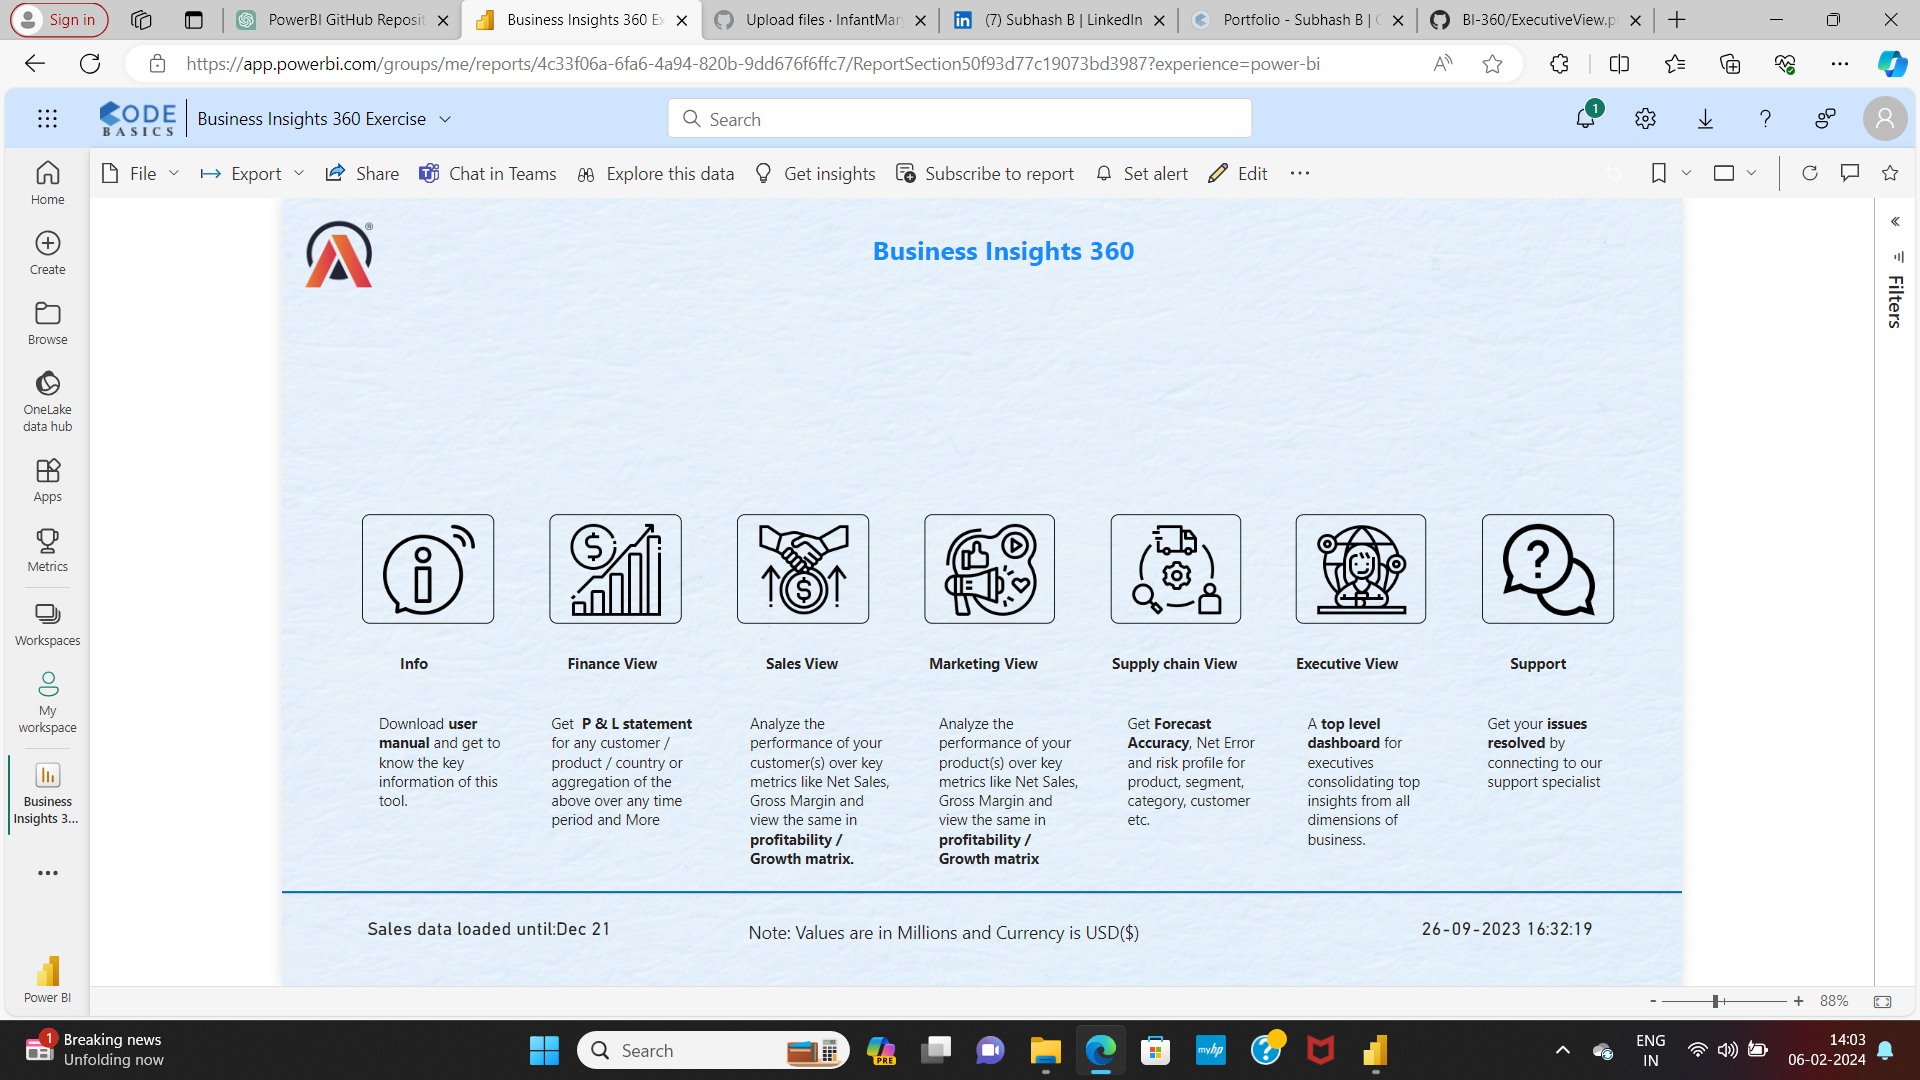 Sign in
PowerBI GitHub Reposit
Business Insights 360 Ex
Upload files · InfantMar
(7) Subhash B | LinkedIn
Portfolio - Subhash B | C
BI-360/ExecutiveView.p
https://app.powerbi.com/groups/me/reports/4c33f06a-6fa6-4a94-820b-9dd676f6ffc7/ReportSection50f93d77c19073bd3987?experience=power-bi
CODE
BASICS
Business Insights 360 Exercise
Search
1
File
Export
Share
Chat in Teams
Explore this data
Get insights
Subscribe to report
Set alert
Edit
Home
Create
Browse
OneLake
data hub
Apps
Metrics
Workspaces
My
workspace
Business
Insights 3...
Power BI
Filters
Business Insights 360
Info
Finance View
Sales View
Marketing View
Supply chain View
Executive View
Support
Download user
manual and get to
know the key
information of this
tool.
Get P & L statement
for any customer /
product / country or
aggregation of the
above over any time
period and More
Analyze the
performance of your
customer(s) over key
metrics like Net Sales,
Gross Margin and
view the same in
profitability /
Growth matrix.
Analyze the
performance of your
product(s) over key
metrics like Net Sales,
Gross Margin and
view the same in
profitability /
Growth matrix
Get Forecast
Accuracy, Net Error
and risk profile for
product, segment,
category, customer
etc.
A top level
dashboard for
executives
consolidating top
insights from all
dimensions of
business.
Get your issues
resolved by
connecting to our
support specialist
Sales data loaded until:Dec 21
Note: Values are in Millions and Currency is USD($)
26-09-2023 16:32:19
- + 88%
1
Breaking news
Unfolding now
Search
PRE
myhp
ENG
IN
14:03
06-02-2024